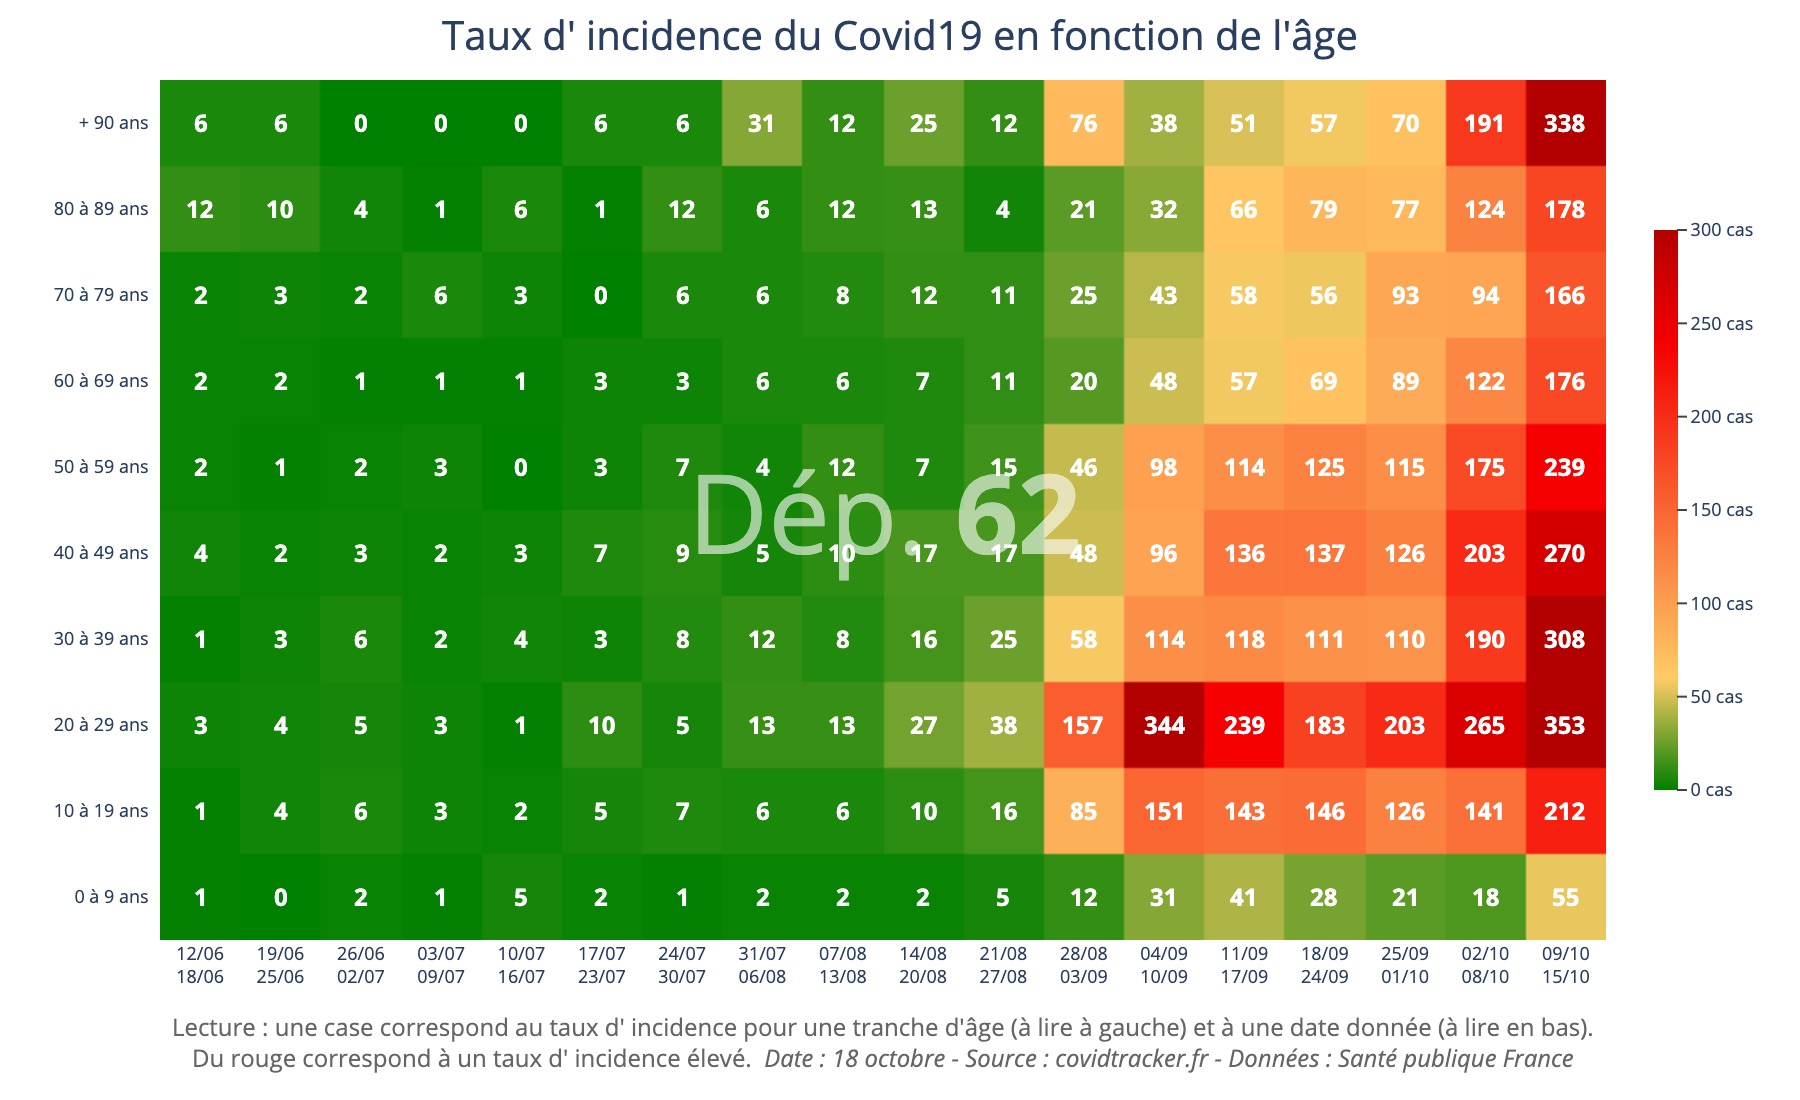 Taux d' incidence du Covid19 en fonction de l'âge
+ 90 ans 6 6 0 0 0 6 6 31 12 25 12 76 38 51 57 70 191 338
80 à 89 ans 12 10 4 1 6 1 12 6 12 13 4 21 32 66 79 77 124 178
70 à 79 ans 2 3 2 6 3 0 6 6 8 12 11 25 43 58 56 93 94 166
60 à 69 ans 2 2 1 1 1 3 3 6 6 7 11 20 48 57 69 89 122 176
50 à 59 ans 2 1 2 3 0 3 7 4 12 7 15 46 98 114 125 115 175 239
Dép. 62
40 à 49 ans 4 2 3 2 3 7 9 5 10 17 17 48 96 136 137 126 203 270
30 à 39 ans 1 3 6 2 4 3 8 12 8 16 25 58 114 118 111 110 190 308
20 à 29 ans 3 4 5 3 1 10 5 13 13 27 38 157 344 239 183 203 265 353
10 à 19 ans 1 4 6 3 2 5 7 6 6 10 16 85 151 143 146 126 141 212
0 à 9 ans 1 0 2 1 5 2 1 2 2 2 5 12 31 41 28 21 18 55
12/06 19/06 26/06 03/07 10/07 17/07 24/07 31/07 07/08 14/08 21/08 28/08 04/09 11/09 18/09 25/09 02/10 09/10
18/06 25/06 02/07 09/07 16/07 23/07 30/07 06/08 13/08 20/08 27/08 03/09 10/09 17/09 24/09 01/10 08/10 15/10
300 cas
250 cas
200 cas
150 cas
100 cas
50 cas
0 cas
Lecture : une case correspond au taux d' incidence pour une tranche d'âge (à lire à gauche) et à une date donnée (à lire en bas).
Du rouge correspond à un taux d' incidence élevé. Date : 18 octobre - Source : covidtracker.fr - Données : Santé publique France